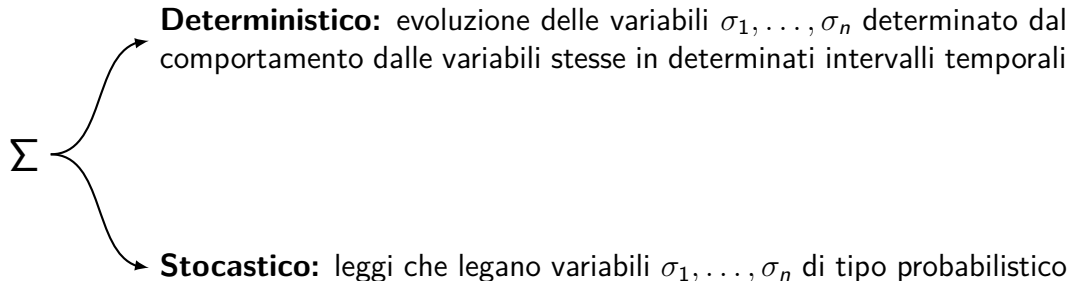 Deterministico: evoluzione delle variabili σ₁, . . . , σₙ determinato dal
comportamento dalle variabili stesse in determinati intervalli temporali
Σ
Stocastico: leggi che legano variabili σ₁, . . . , σₙ di tipo probabilistico